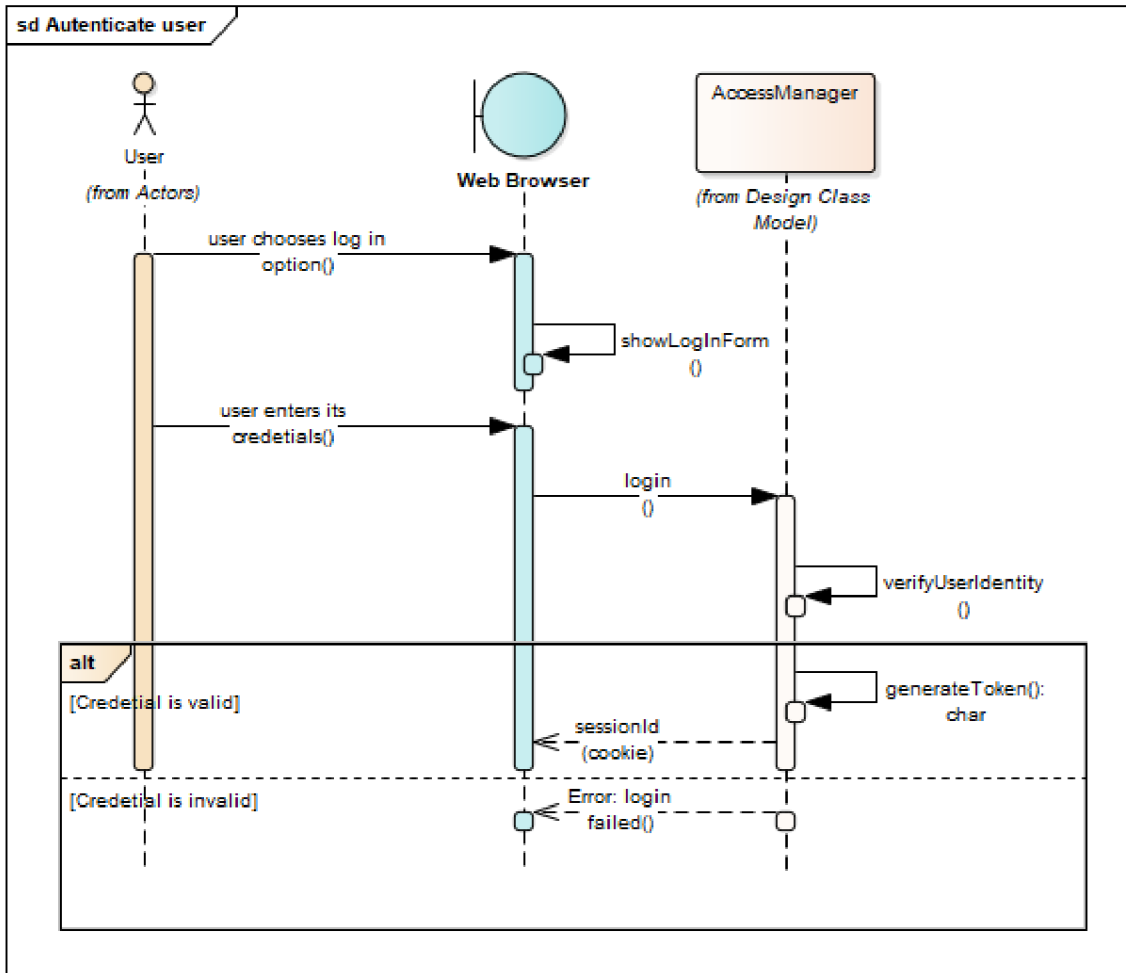 sd Autenticate user
User
(from Actors)
Web Browser
AccessManager
(from Design Class
Model)
user chooses log in
option()
showLogInForm
()
user enters its
credetials()
login
()
verifyUserIdentity
()
alt
[Credetial is valid]
generateToken():
char
sessionId
(cookie)
[Credetial is invalid]
Error: login
failed()